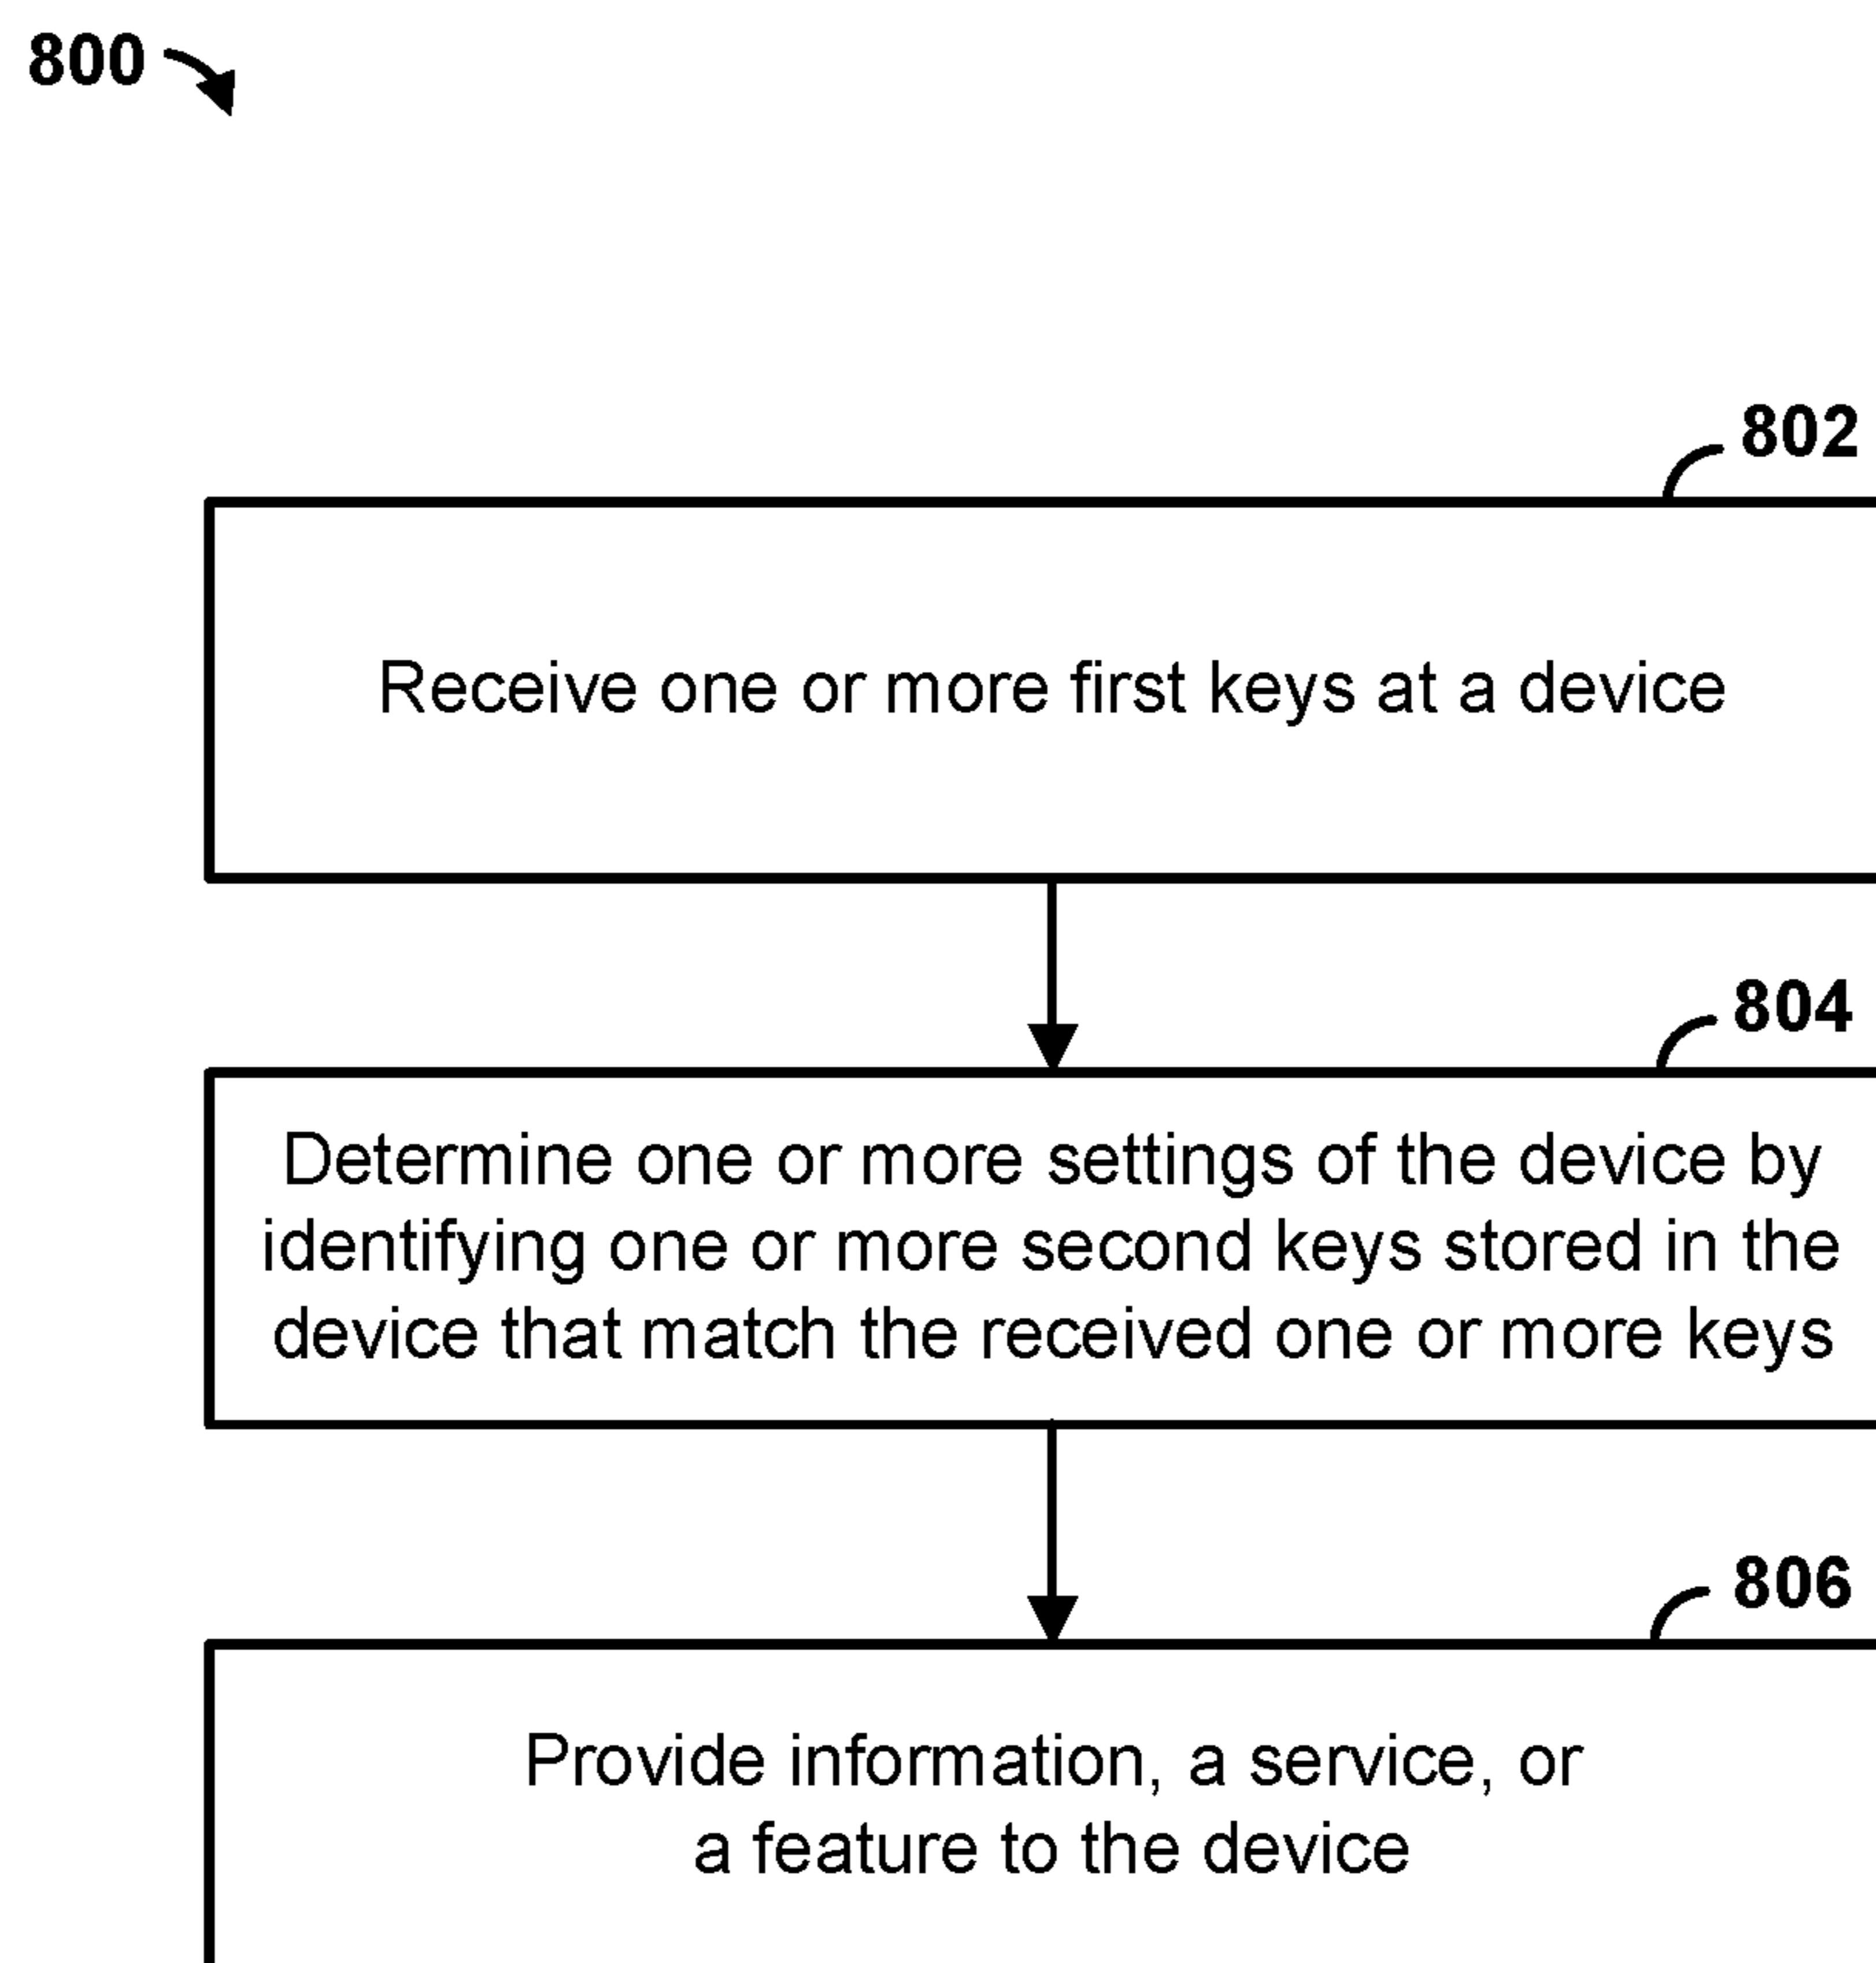 800
802
Receive one or more first keys at a device
804
Determine one or more settings of the device by
identifying one or more second keys stored in the
device that match the received one or more keys
806
Provide information, a service, or
a feature to the device